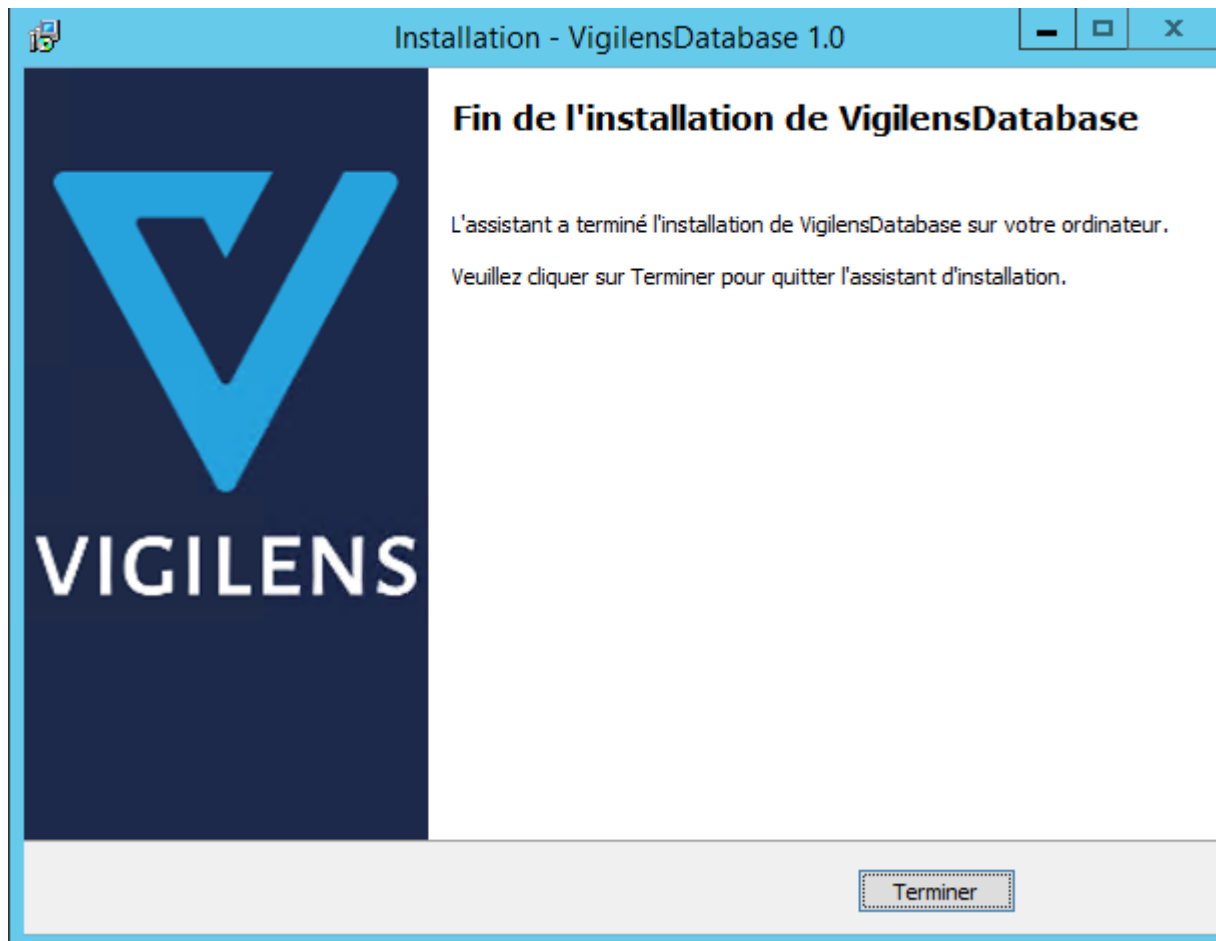 Installation - VigilensDatabase 1.0
Fin de l'installation de VigilensDatabase
L'assistant a terminé l'installation de VigilensDatabase sur votre ordinateur.
Veuillez cliquer sur Terminer pour quitter l'assistant d'installation.
VIGILENS
Terminer